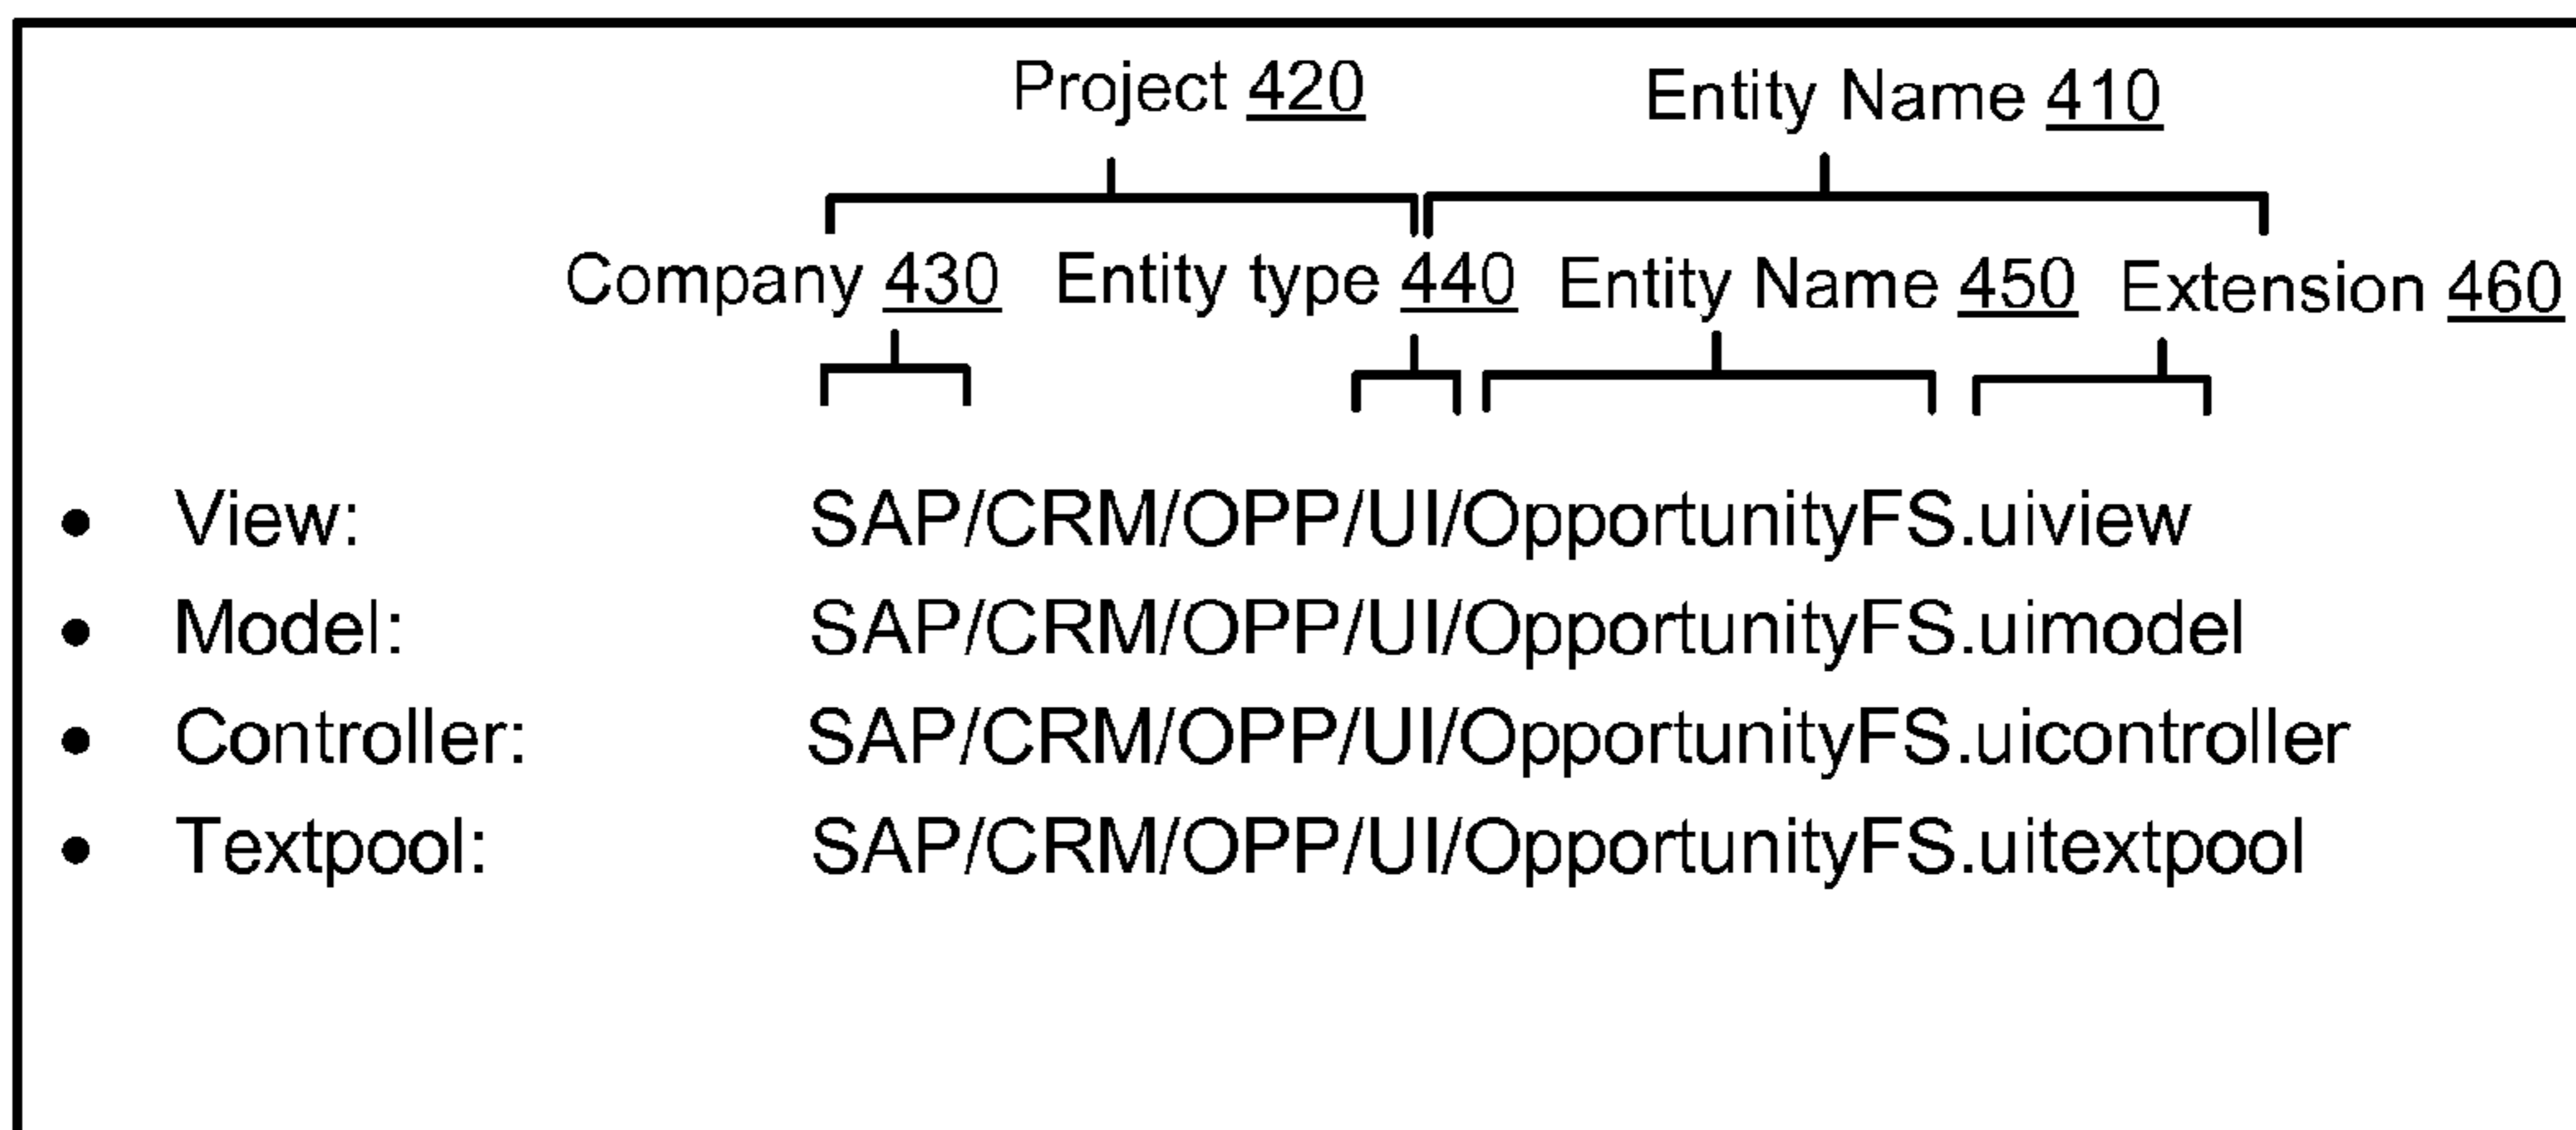 Project 420 Entity Name 410
Company 430 Entity type 440 Entity Name 450 Extension 460
• View: SAP/CRM/OPP/UI/OpportunityFS.uiview
• Model: SAP/CRM/OPP/UI/OpportunityFS.uimodel
• Controller: SAP/CRM/OPP/UI/OpportunityFS.uicontroller
• Textpool: SAP/CRM/OPP/UI/OpportunityFS.uitextpool